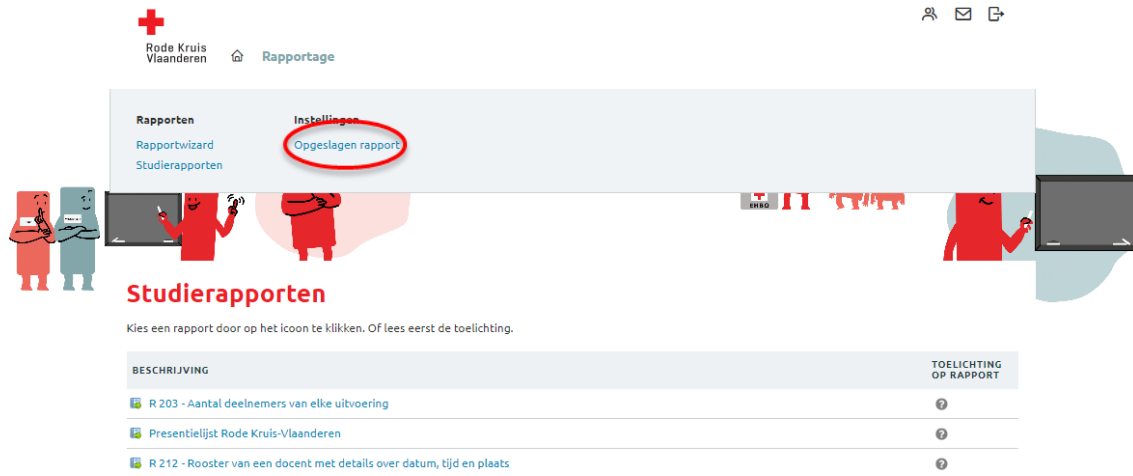 Rode Kruis
Vlaanderen
Rapportage
Rapporten
Instellingen
Rapportwizard
Opgeslagen rapport
Studierapporten
EHBO
Studierapporten
Kies een rapport door op het icoon te klikken. Of lees eerst de toelichting.
BESCHRIJVING
TOELICHTING
OP RAPPORT
R 203 - Aantal deelnemers van elke uitvoering
Presentielijst Rode Kruis-Vlaanderen
R 212 - Rooster van een docent met details over datum, tijd en plaats